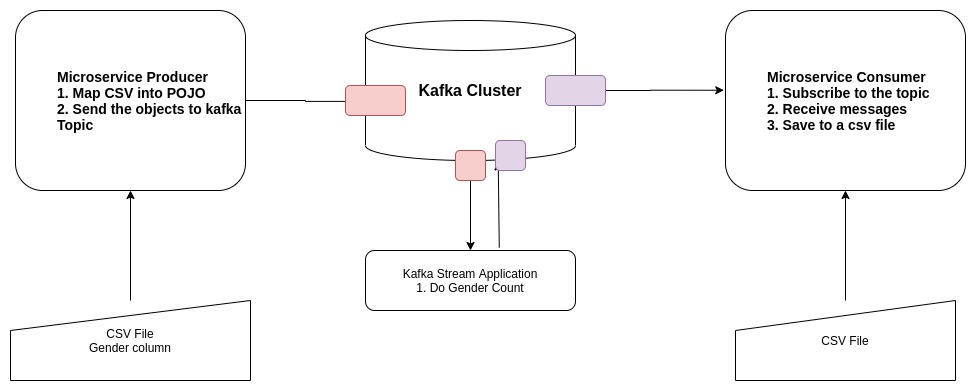 Microservice Producer
1. Map CSV into POJO
2. Send the objects to kafka
Topic
Kafka Cluster
Microservice Consumer
1. Subscribe to the topic
2. Receive messages
3. Save to a csv file
Kafka Stream Application
1. Do Gender Count
CSV File
Gender column
CSV File